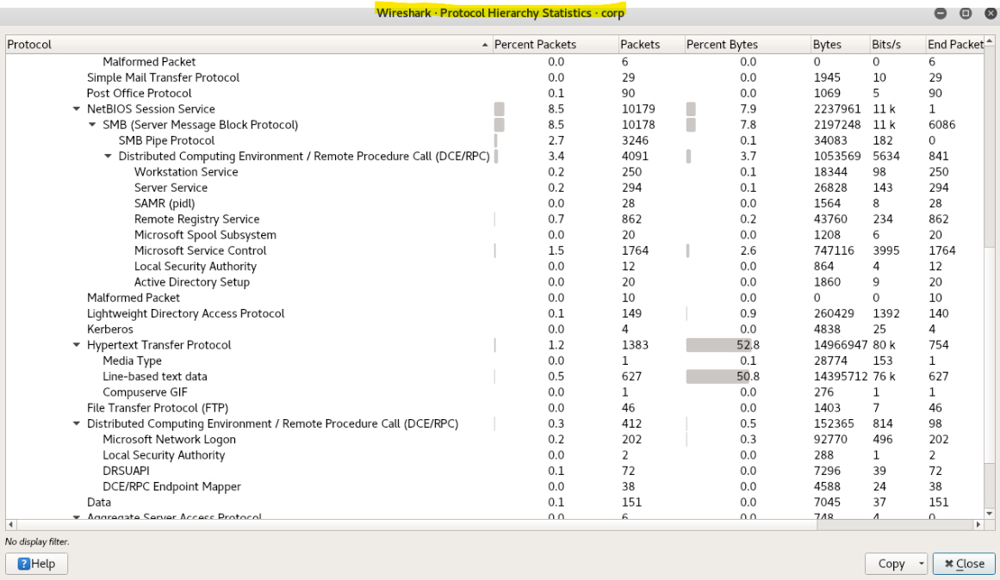 Wireshark · Protocol Hierarchy Statistics · corp
Protocol Percent Packets Packets Percent Bytes Bytes Bits/s End Packet
Malformed Packet 0.0 6 0.0 0 0 6
Simple Mail Transfer Protocol 0.0 29 0.0 1945 10 29
Post Office Protocol 0.1 90 0.0 1069 5 90
NetBIOS Session Service 8.5 10179 7.9 2237961 11 k 1
SMB (Server Message Block Protocol) 8.5 10178 7.8 2197248 11 k 6086
SMB Pipe Protocol 2.7 3246 0.1 34083 182 0
Distributed Computing Environment / Remote Procedure Call (DCE/RPC) 3.4 4091 3.7 1053569 5634 841
Workstation Service 0.2 250 0.1 18344 98 250
Server Service 0.2 294 0.1 26828 143 294
SAMR (pidl) 0.0 28 0.0 1564 8 28
Remote Registry Service 0.7 862 0.2 43760 234 862
Microsoft Spool Subsystem 0.0 20 0.0 1208 6 20
Microsoft Service Control 1.5 1764 2.6 747116 3995 1764
Local Security Authority 0.0 12 0.0 864 4 12
Active Directory Setup 0.0 20 0.0 1860 9 20
Malformed Packet 0.0 10 0.0 0 0 10
Lightweight Directory Access Protocol 0.1 149 0.9 260429 1392 140
Kerberos 0.0 4 0.0 4838 25 4
Hypertext Transfer Protocol 1.2 1383 52.8 14966947 80 k 754
Media Type 0.0 1 0.1 28774 153 1
Line-based text data 0.5 627 50.8 14395712 76 k 627
Compuserve GIF 0.0 1 0.0 276 1 1
File Transfer Protocol (FTP) 0.0 46 0.0 1403 7 46
Distributed Computing Environment / Remote Procedure Call (DCE/RPC) 0.3 412 0.5 152365 814 98
Microsoft Network Logon 0.2 202 0.3 92770 496 202
Local Security Authority 0.0 2 0.0 288 1 2
DRSUAPI 0.1 72 0.0 7296 39 72
DCE/RPC Endpoint Mapper 0.0 38 0.0 4588 24 38
Data 0.1 151 0.0 7045 37 151
Aggregate Server Access Protocol 0.0 6 0.0 748 4 0
No display filter.
Help Copy Close